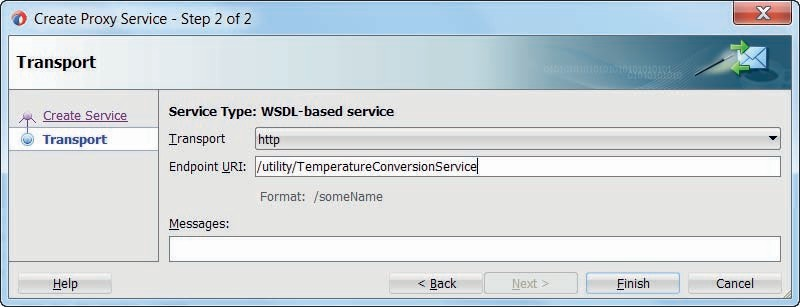 Create Proxy Service - Step 2 of 2
Transport
Create Service
Transport
Service Type: WSDL-based service
Transport http
Endpoint URI: /utility/TemperatureConversionService
Format: /someName
Messages:
Help < Back Next > Finish Cancel